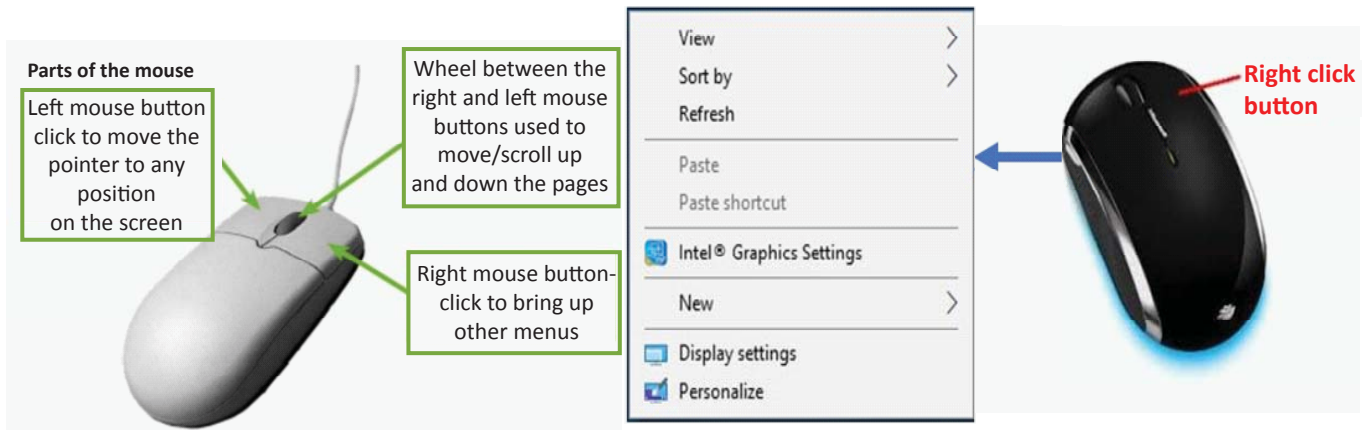 Parts of the mouse
Left mouse button
click to move the
pointer to any
position
on the screen
Wheel between the
right and left mouse
buttons used to
move/scroll up
and down the pages
Right mouse button-
click to bring up
other menus
View
Sort by
Refresh
Paste
Paste shortcut
Intel® Graphics Settings
New
Display settings
Personalize
Right click
button